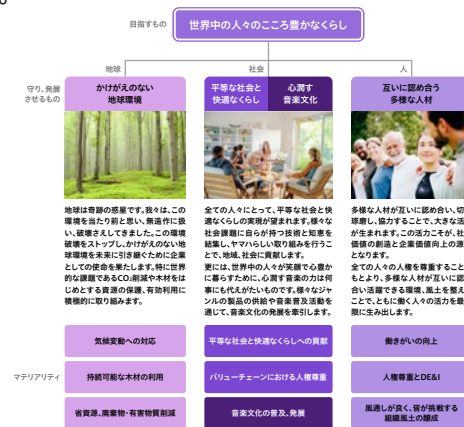 目指すもの
世界中の人々のこころ豊かなくらし
地球
社会
人
守り、発展
させるもの
かけがえのない
地球環境
平等な社会と
快適なくらし
心潤す
音楽文化
互いに認め合う
多様な人材
地球は奇跡の惑星です。我々は、この
環境を当たり前と思い、無造作に扱
い、破壊さえしてきました。この環境
破壊をストップし、かけがえのない地
球環境を未来に引き継ぐために企業
としての使命を果たします。特に世界
的な課題であるCO₂削減や木材をは
じめとする資源の保護、有効利用に
積極的に取り組みます。
全ての人々にとって、平等な社会と快
適なくらしの実現が望まれます。様々な
社会課題に自らが持つ技術と知恵を
結集し、ヤマハらしい取り組みを行うこ
とで、地域、社会に貢献します。
更には、世界中の人々が笑顔で心豊か
に暮らすために、心潤す音楽の力は何
事にも代えがたいものです。様々なジャ
ンルの製品の供給や音楽普及活動を
通じて、音楽文化の発展を牽引します。
多様な人材が互いに認め合い、切
琢磨し、協力することで、大きな活
が生まれます。この活力こそが、社
価値の創造と企業価値向上の源
となります。
全ての人々の人権を尊重すること
もとより、多様な人材が互いに認
合い活躍できる環境、風土を整え
ことで、ともに働く人々の活力を最
限に生み出します。
マテリアリティ
気候変動への対応
持続可能な木材の利用
省資源、廃棄物・有害物質削減
平等な社会と快適なくらしへの貢献
バリューチェーンにおける人権尊重
音楽文化の普及、発展
働きがいの向上
人権尊重とDE&I
風通しが良く、皆が挑戦する
組織風土の醸成